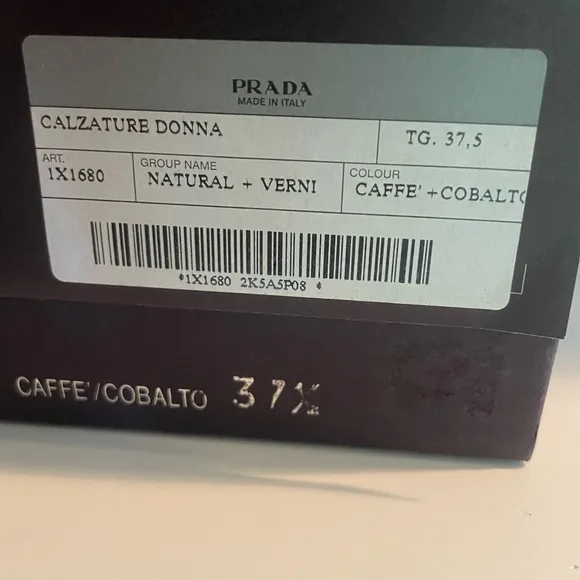 PRADA
MADE IN ITALY
CALZATURE DONNA
TG. 37,5
ART.
1X1680
GROUP NAME
NATURAL + VERNI
COLOUR
CAFFE' +COBALTO
*1X1680 2K5A5P08 *
CAFFE'/COBALTO 37½